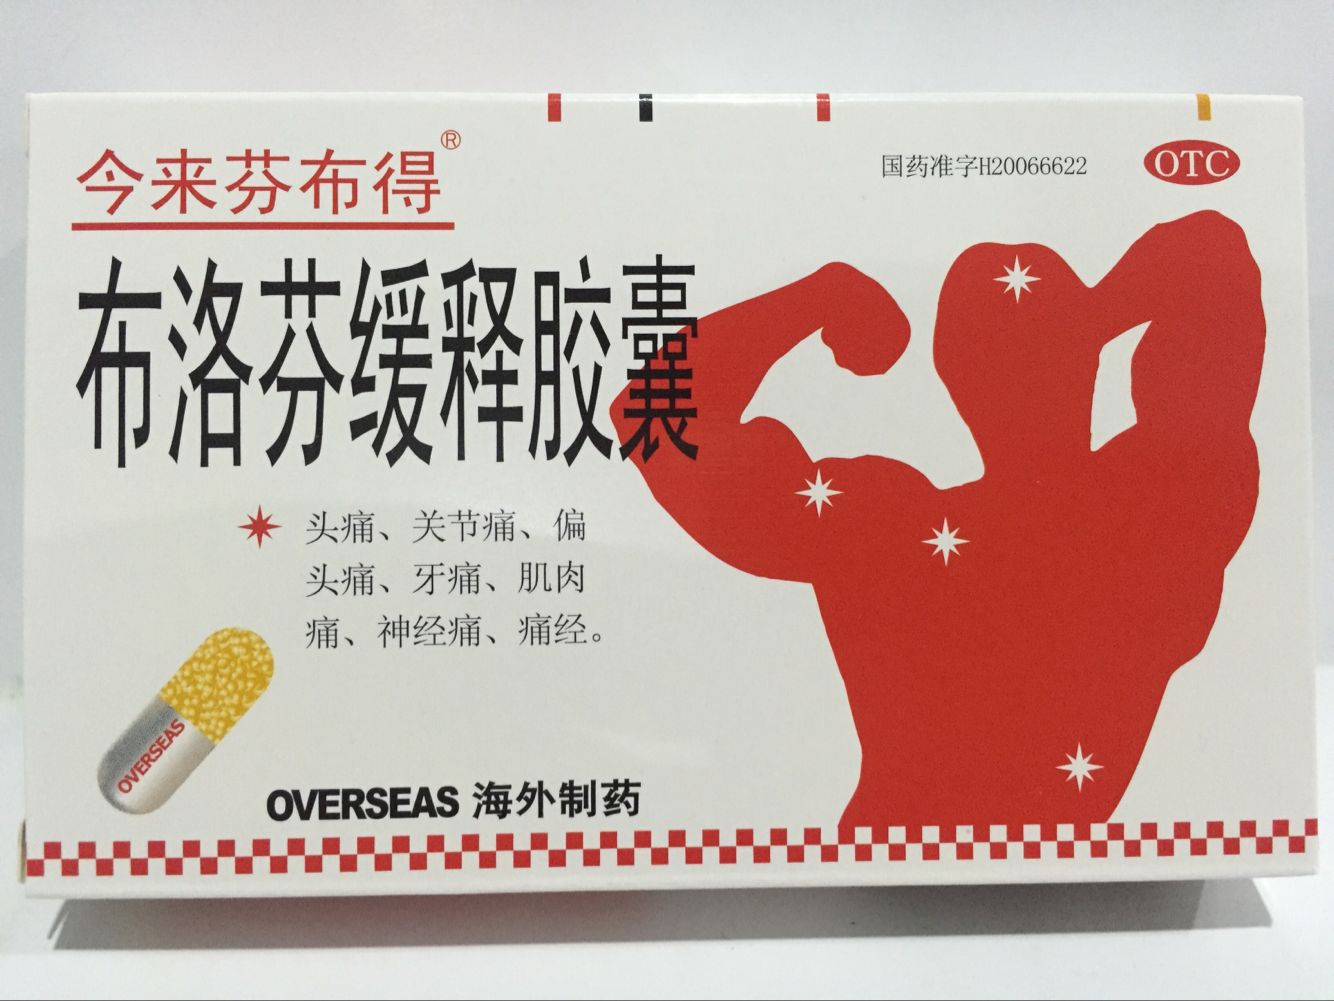 今来芬布得®
国药准字H20066622
OTC
布洛芬缓释胶囊
头痛、关节痛、偏
头痛、牙痛、肌肉
痛、神经痛、痛经。
OVERSEAS
OVERSEAS 海外制药